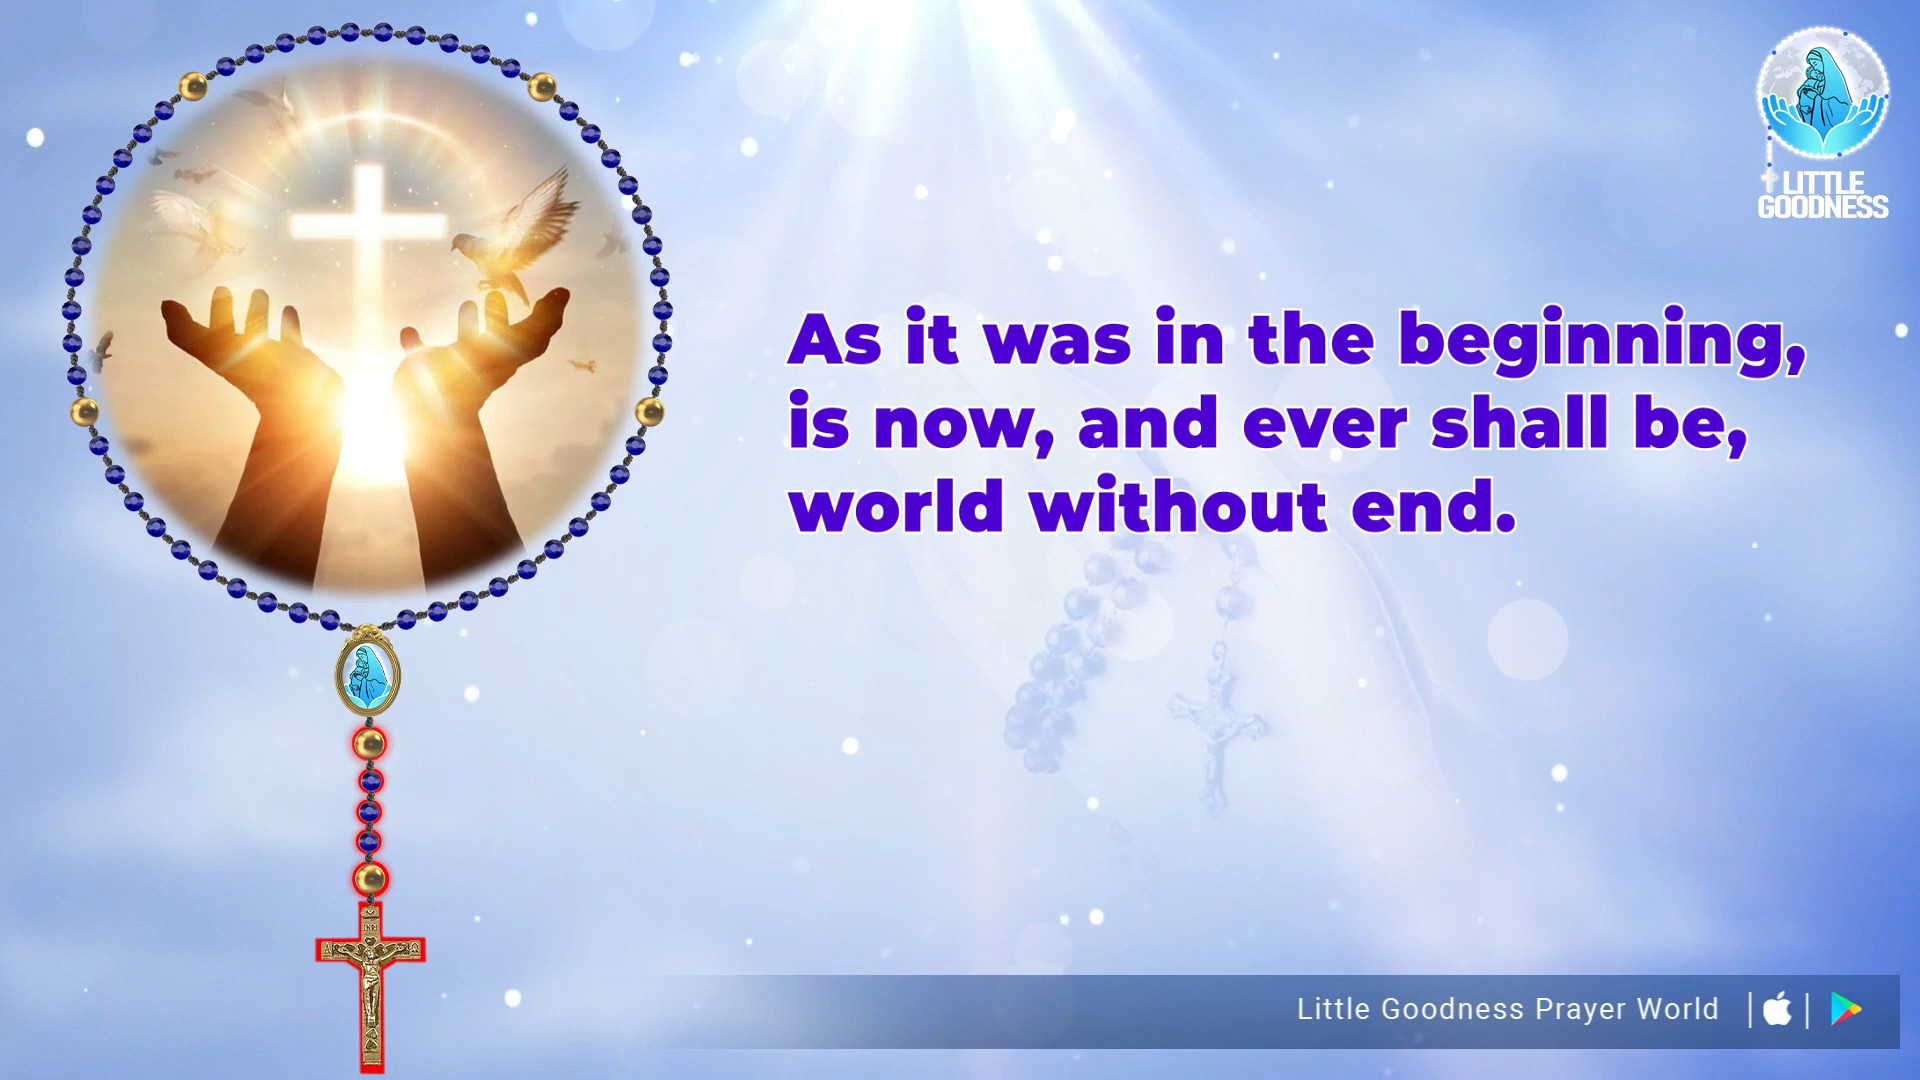 LITTLE
GOODNESS
As it was in the beginning,
is now, and ever shall be,
world without end.
INRI
Little Goodness Prayer World